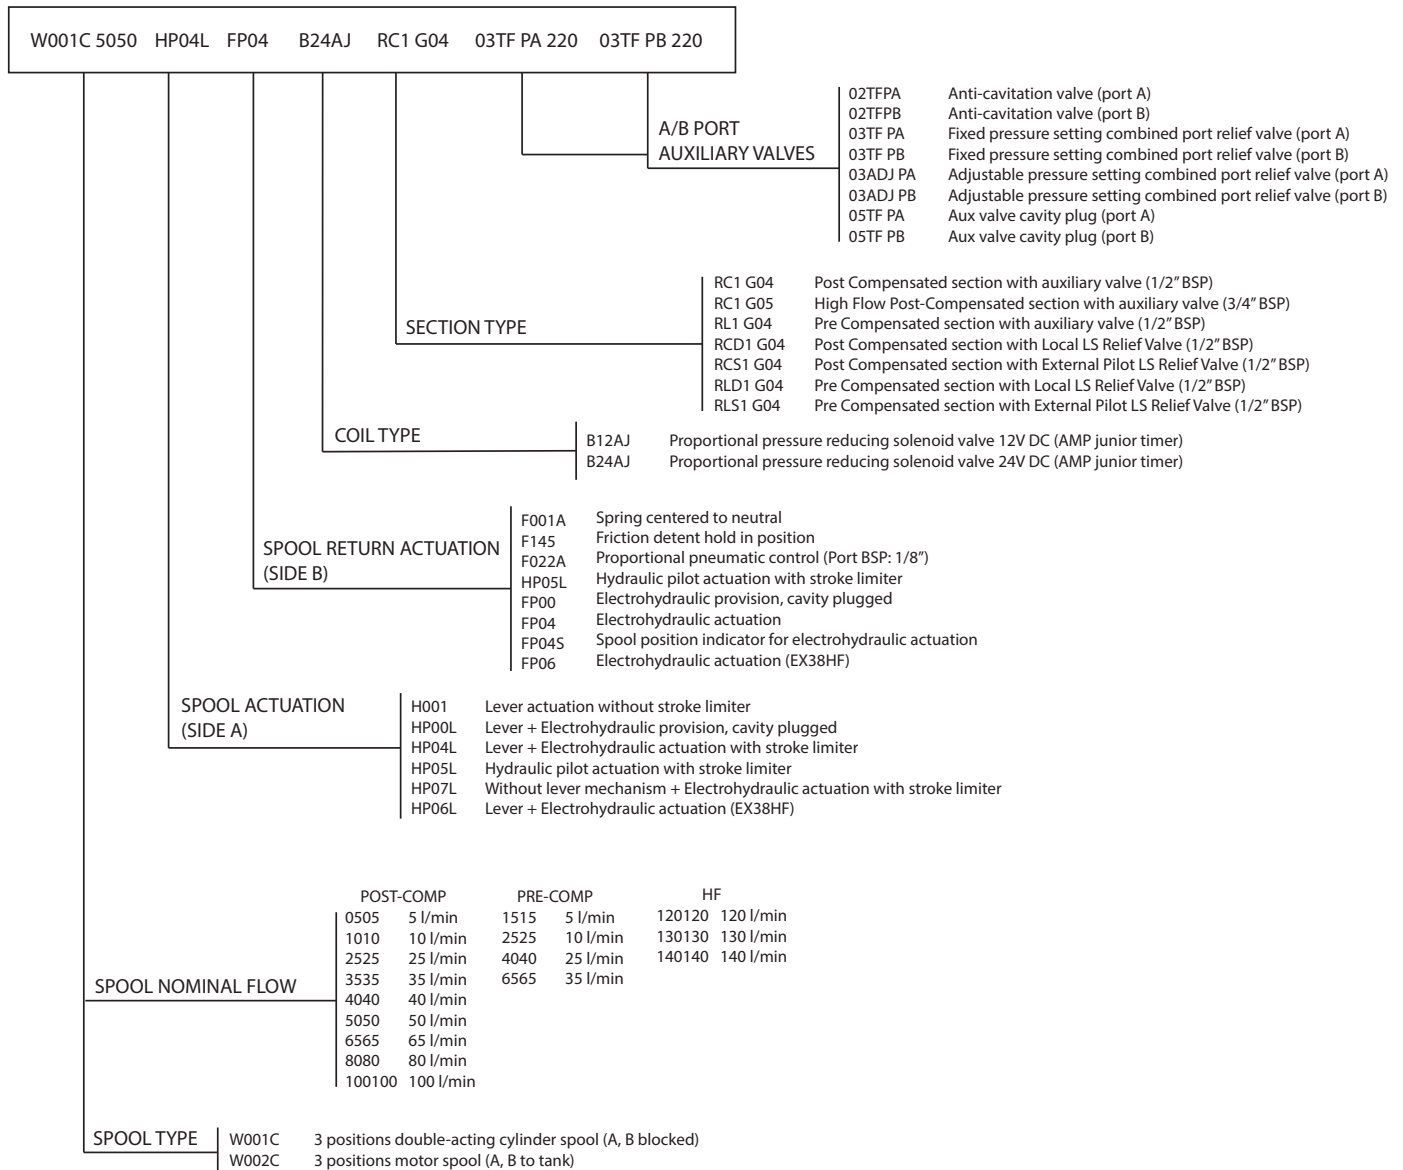 W001C 5050 HP04L FP04 B24AJ RC1 G04 03TF PA 220 03TF PB 220
A/B PORT
AUXILIARY VALVES
02TFPA Anti-cavitation valve (port A)
02TFPB Anti-cavitation valve (port B)
03TF PA Fixed pressure setting combined port relief valve (port A)
03TF PB Fixed pressure setting combined port relief valve (port B)
03ADJ PA Adjustable pressure setting combined port relief valve (port A)
03ADJ PB Adjustable pressure setting combined port relief valve (port B)
05TF PA Aux valve cavity plug (port A)
05TF PB Aux valve cavity plug (port B)
SECTION TYPE
RC1 G04 Post Compensated section with auxiliary valve (1/2” BSP)
RC1 G05 High Flow Post-Compensated section with auxiliary valve (3/4” BSP)
RL1 G04 Pre Compensated section with auxiliary valve (1/2” BSP)
RCD1 G04 Post Compensated section with Local LS Relief Valve (1/2” BSP)
RCS1 G04 Post Compensated section with External Pilot LS Relief Valve (1/2” BSP)
RLD1 G04 Pre Compensated section with Local LS Relief Valve (1/2” BSP)
RLS1 G04 Pre Compensated section with External Pilot LS Relief Valve (1/2” BSP)
COIL TYPE
B12AJ Proportional pressure reducing solenoid valve 12V DC (AMP junior timer)
B24AJ Proportional pressure reducing solenoid valve 24V DC (AMP junior timer)
SPOOL RETURN ACTUATION
(SIDE B)
F001A Spring centered to neutral
F145 Friction detent hold in position
F022A Proportional pneumatic control (Port BSP: 1/8”)
HP05L Hydraulic pilot actuation with stroke limiter
FP00 Electrohydraulic provision, cavity plugged
FP04 Electrohydraulic actuation
FP04S Spool position indicator for electrohydraulic actuation
FP06 Electrohydraulic actuation (EX38HF)
SPOOL ACTUATION
(SIDE A)
H001 Lever actuation without stroke limiter
HP00L Lever + Electrohydraulic provision, cavity plugged
HP04L Lever + Electrohydraulic actuation with stroke limiter
HP05L Hydraulic pilot actuation with stroke limiter
HP07L Without lever mechanism + Electrohydraulic actuation with stroke limiter
HP06L Lever + Electrohydraulic actuation (EX38HF)
SPOOL NOMINAL FLOW
POST-COMP PRE-COMP HF
0505 5 l/min 1515 5 l/min 120120 120 l/min
1010 10 l/min 2525 10 l/min 130130 130 l/min
2525 25 l/min 4040 25 l/min 140140 140 l/min
3535 35 l/min 6565 35 l/min
4040 40 l/min
5050 50 l/min
6565 65 l/min
8080 80 l/min
100100 100 l/min
SPOOL TYPE
W001C 3 positions double-acting cylinder spool (A, B blocked)
W002C 3 positions motor spool (A, B to tank)